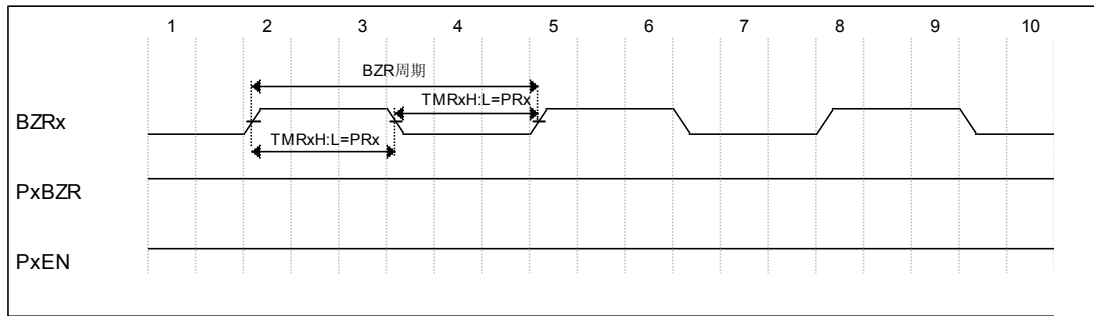 1 2 3 4 5 6 7 8 9 10
BZR周期
TMRxH:L=PRx
BZRx
TMRxH:L=PRx
PxBZR
PxEN